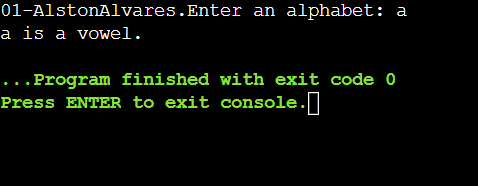 01-AlstonAlvares.Enter an alphabet: a
a is a vowel.
...Program finished with exit code 0
Press ENTER to exit console.